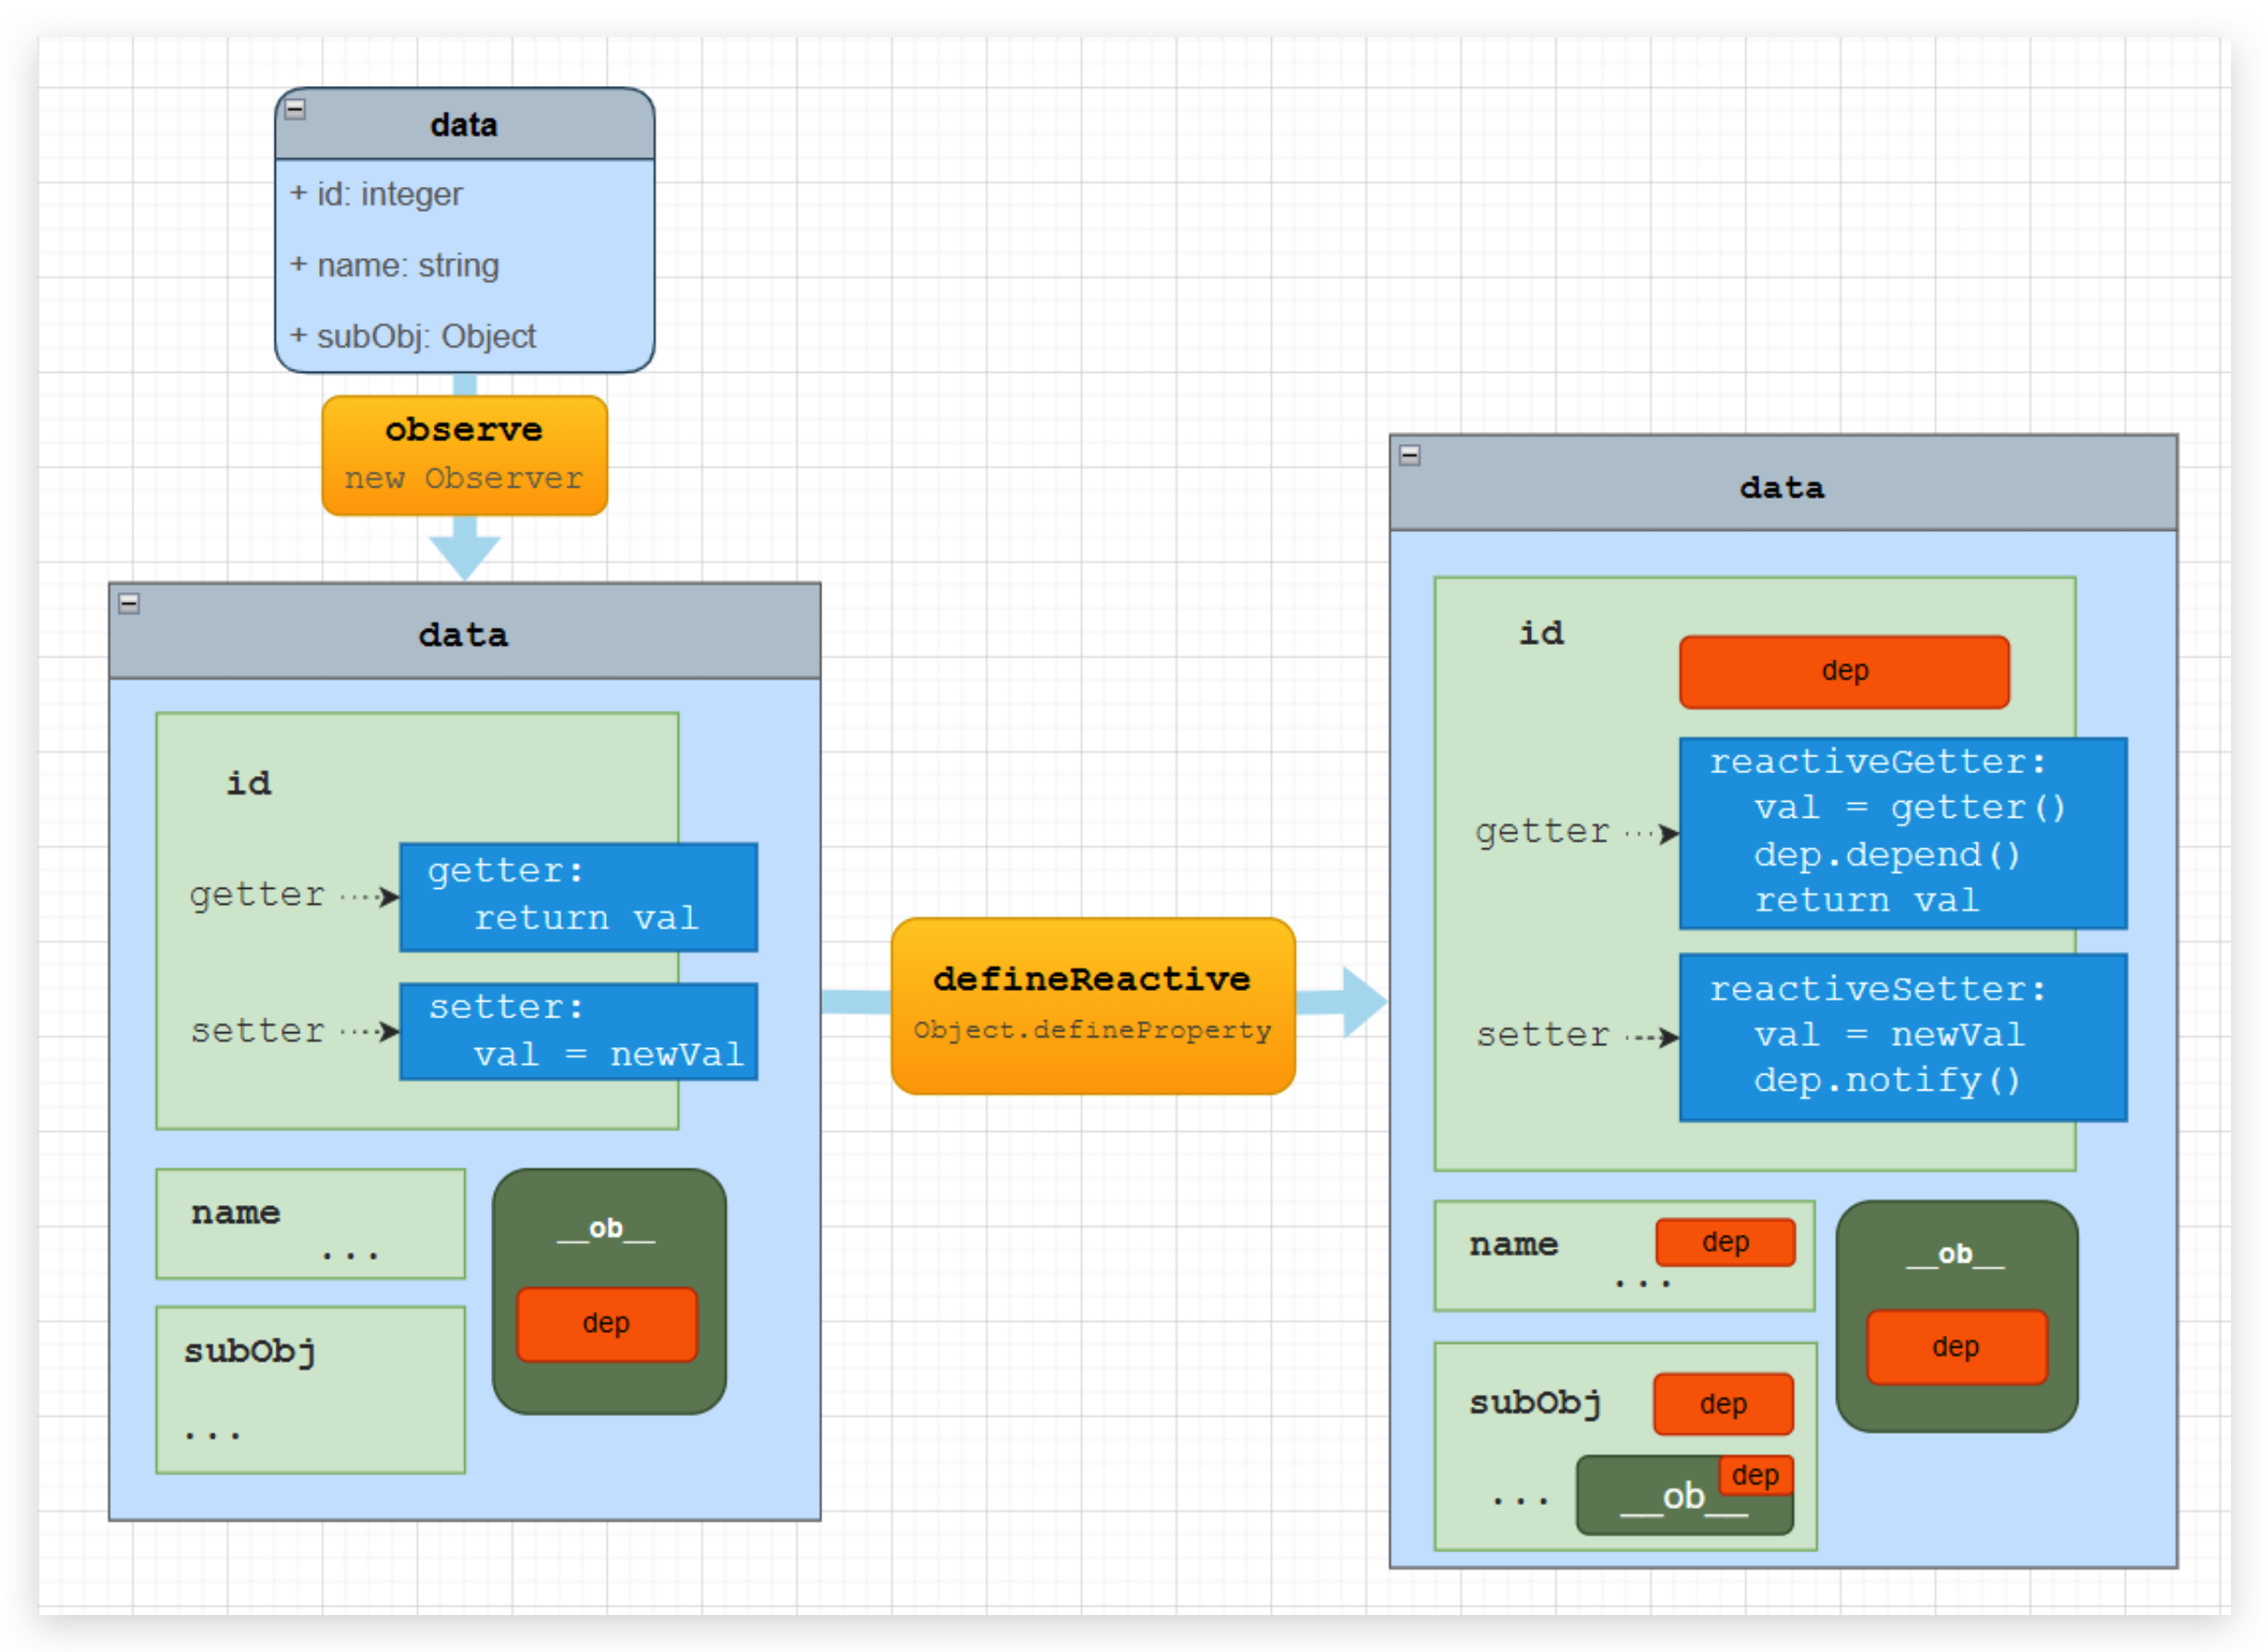 data
+ id: integer
+ name: string
+ subObj: Object
observe
new Observer
data
id
getter
getter:
return val
setter
setter:
val = newVal
name
...
subObj
...
__ob__
dep
defineReactive
Object.defineProperty
data
id
dep
getter
reactiveGetter:
val = getter()
dep.depend()
return val
setter
reactiveSetter:
val = newVal
dep.notify()
name
dep
...
subObj
dep
...
__ob__
dep
__ob__
dep